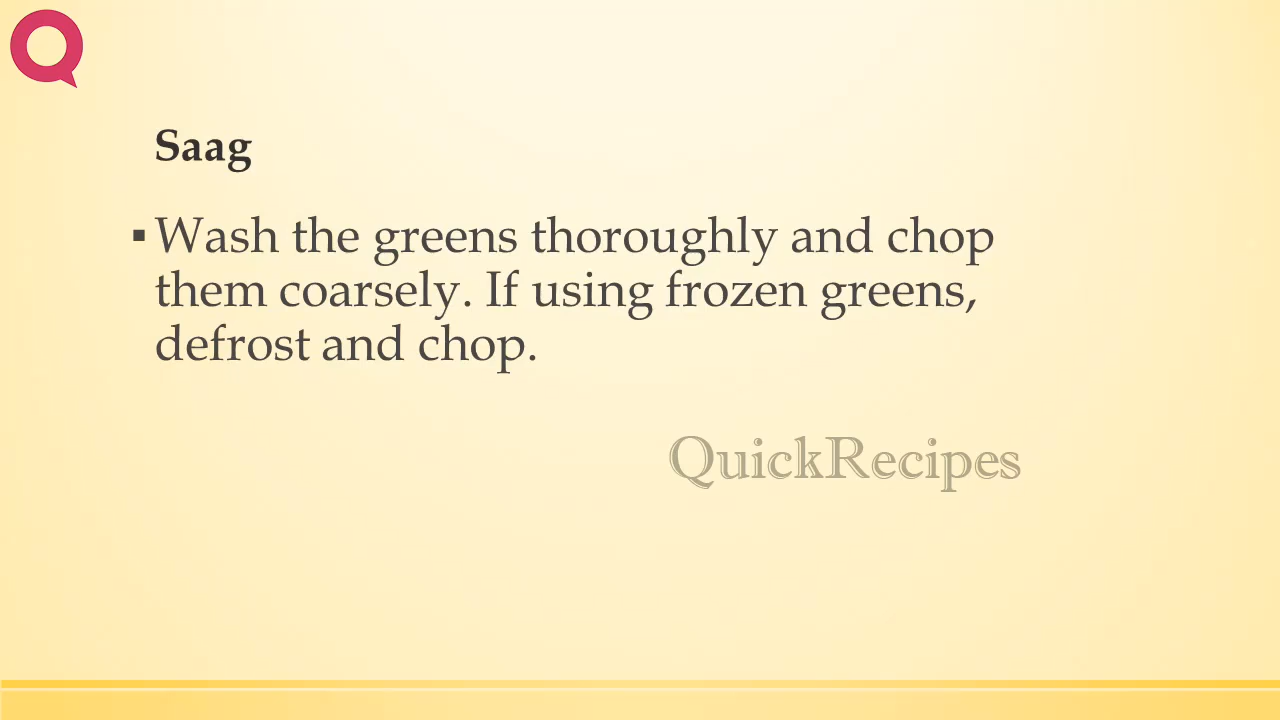 Saag
▪ Wash the greens thoroughly and chop
them coarsely. If using frozen greens,
defrost and chop.
QuickRecipes